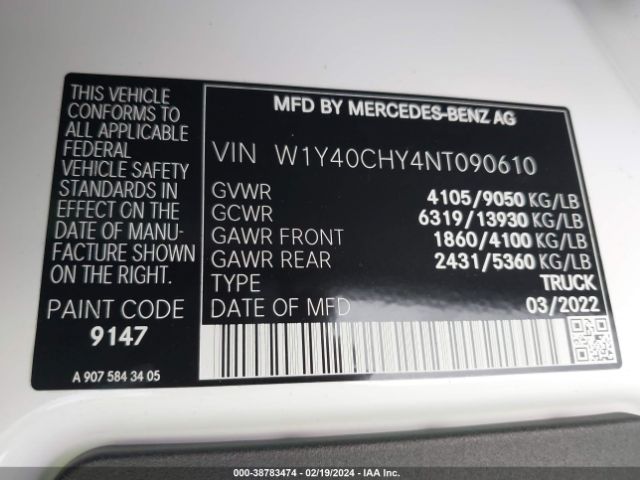 THIS VEHICLE
CONFORMS TO
ALL APPLICABLE
FEDERAL
VEHICLE SAFETY
STANDARDS IN
EFFECT ON THE
DATE OF MANU-
FACTURE SHOWN
ON THE RIGHT.
PAINT CODE
9147
A 907 584 34 05
MFD BY MERCEDES-BENZ AG
VIN W1Y40CHY4NT090610
GVWR 4105/9050 KG/LB
GCWR 6319/13930 KG/LB
GAWR FRONT 1860/4100 KG/LB
GAWR REAR 2431/5360 KG/LB
TYPE TRUCK
DATE OF MFD 03/2022
000-38783474 - 02/19/2024 - IAA Inc.